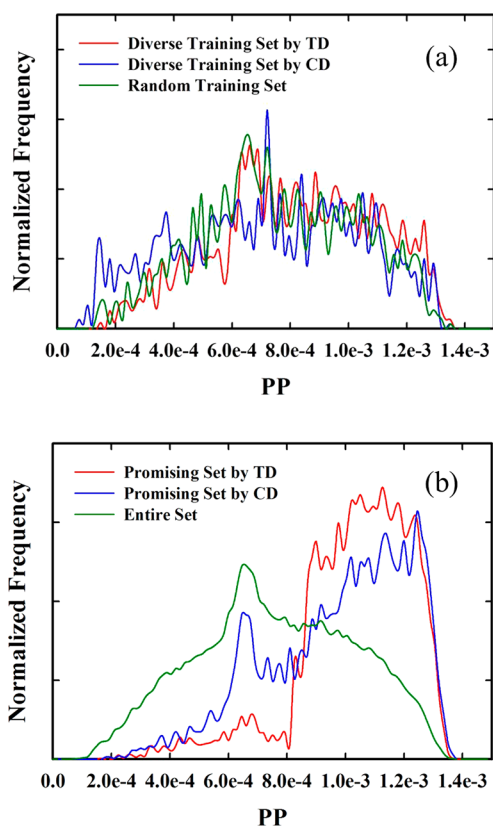 (a)
Diverse Training Set by TD
Diverse Training Set by CD
Random Training Set
Normalized Frequency
0.0 2.0e-4 4.0e-4 6.0e-4 8.0e-4 1.0e-3 1.2e-3 1.4e-3
PP
(b)
Promising Set by TD
Promising Set by CD
Entire Set
Normalized Frequency
0.0 2.0e-4 4.0e-4 6.0e-4 8.0e-4 1.0e-3 1.2e-3 1.4e-3
PP